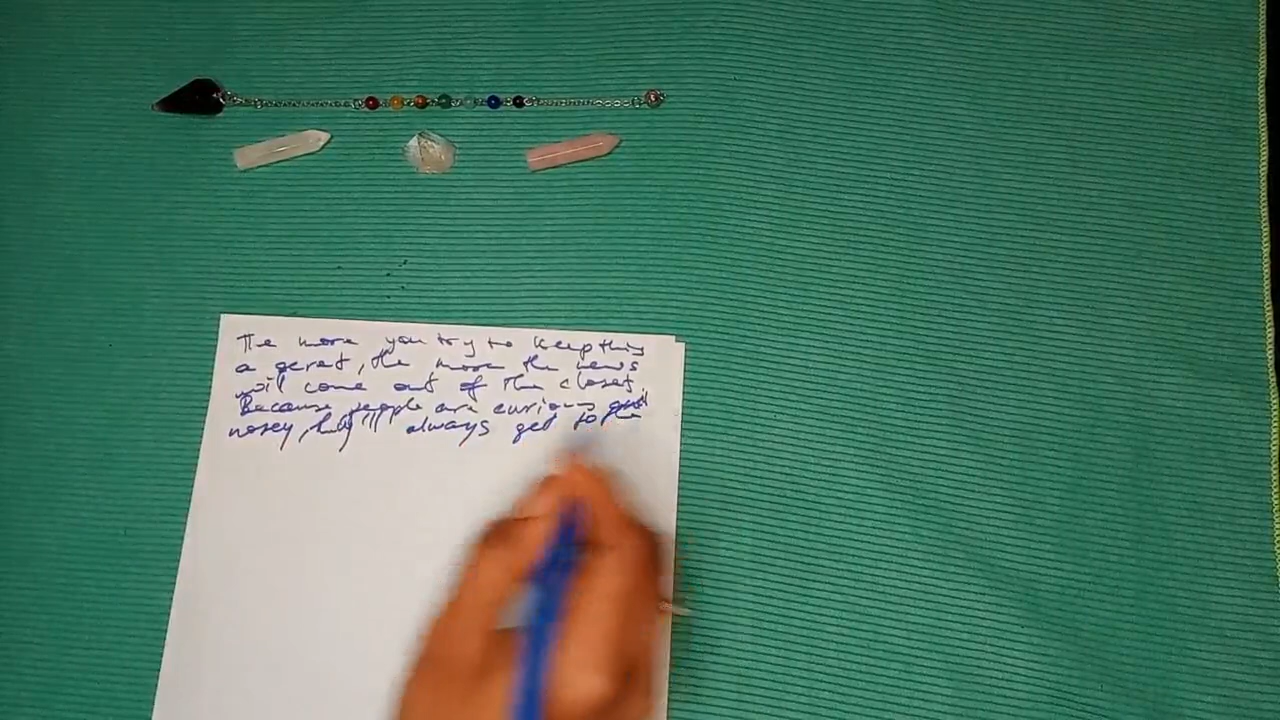 The more you try to keep this
a secret, the more the news
will come out of the closet.
Because people are curious and
nosey, they'll always get to the